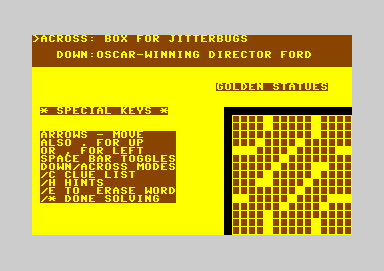 >ACROSS: BOX FOR JITTERBUGS
DOWN:OSCAR-WINNING DIRECTOR FORD
GOLDEN STATUES
* SPECIAL KEYS *
ARROWS - MOVE
ALSO . FOR UP
OR , FOR LEFT
SPACE BAR TOGGLES
DOWN/ACROSS MODES
/C CLUE LIST
/H HINTS
/E TO  ERASE WORD
/* DONE SOLVING